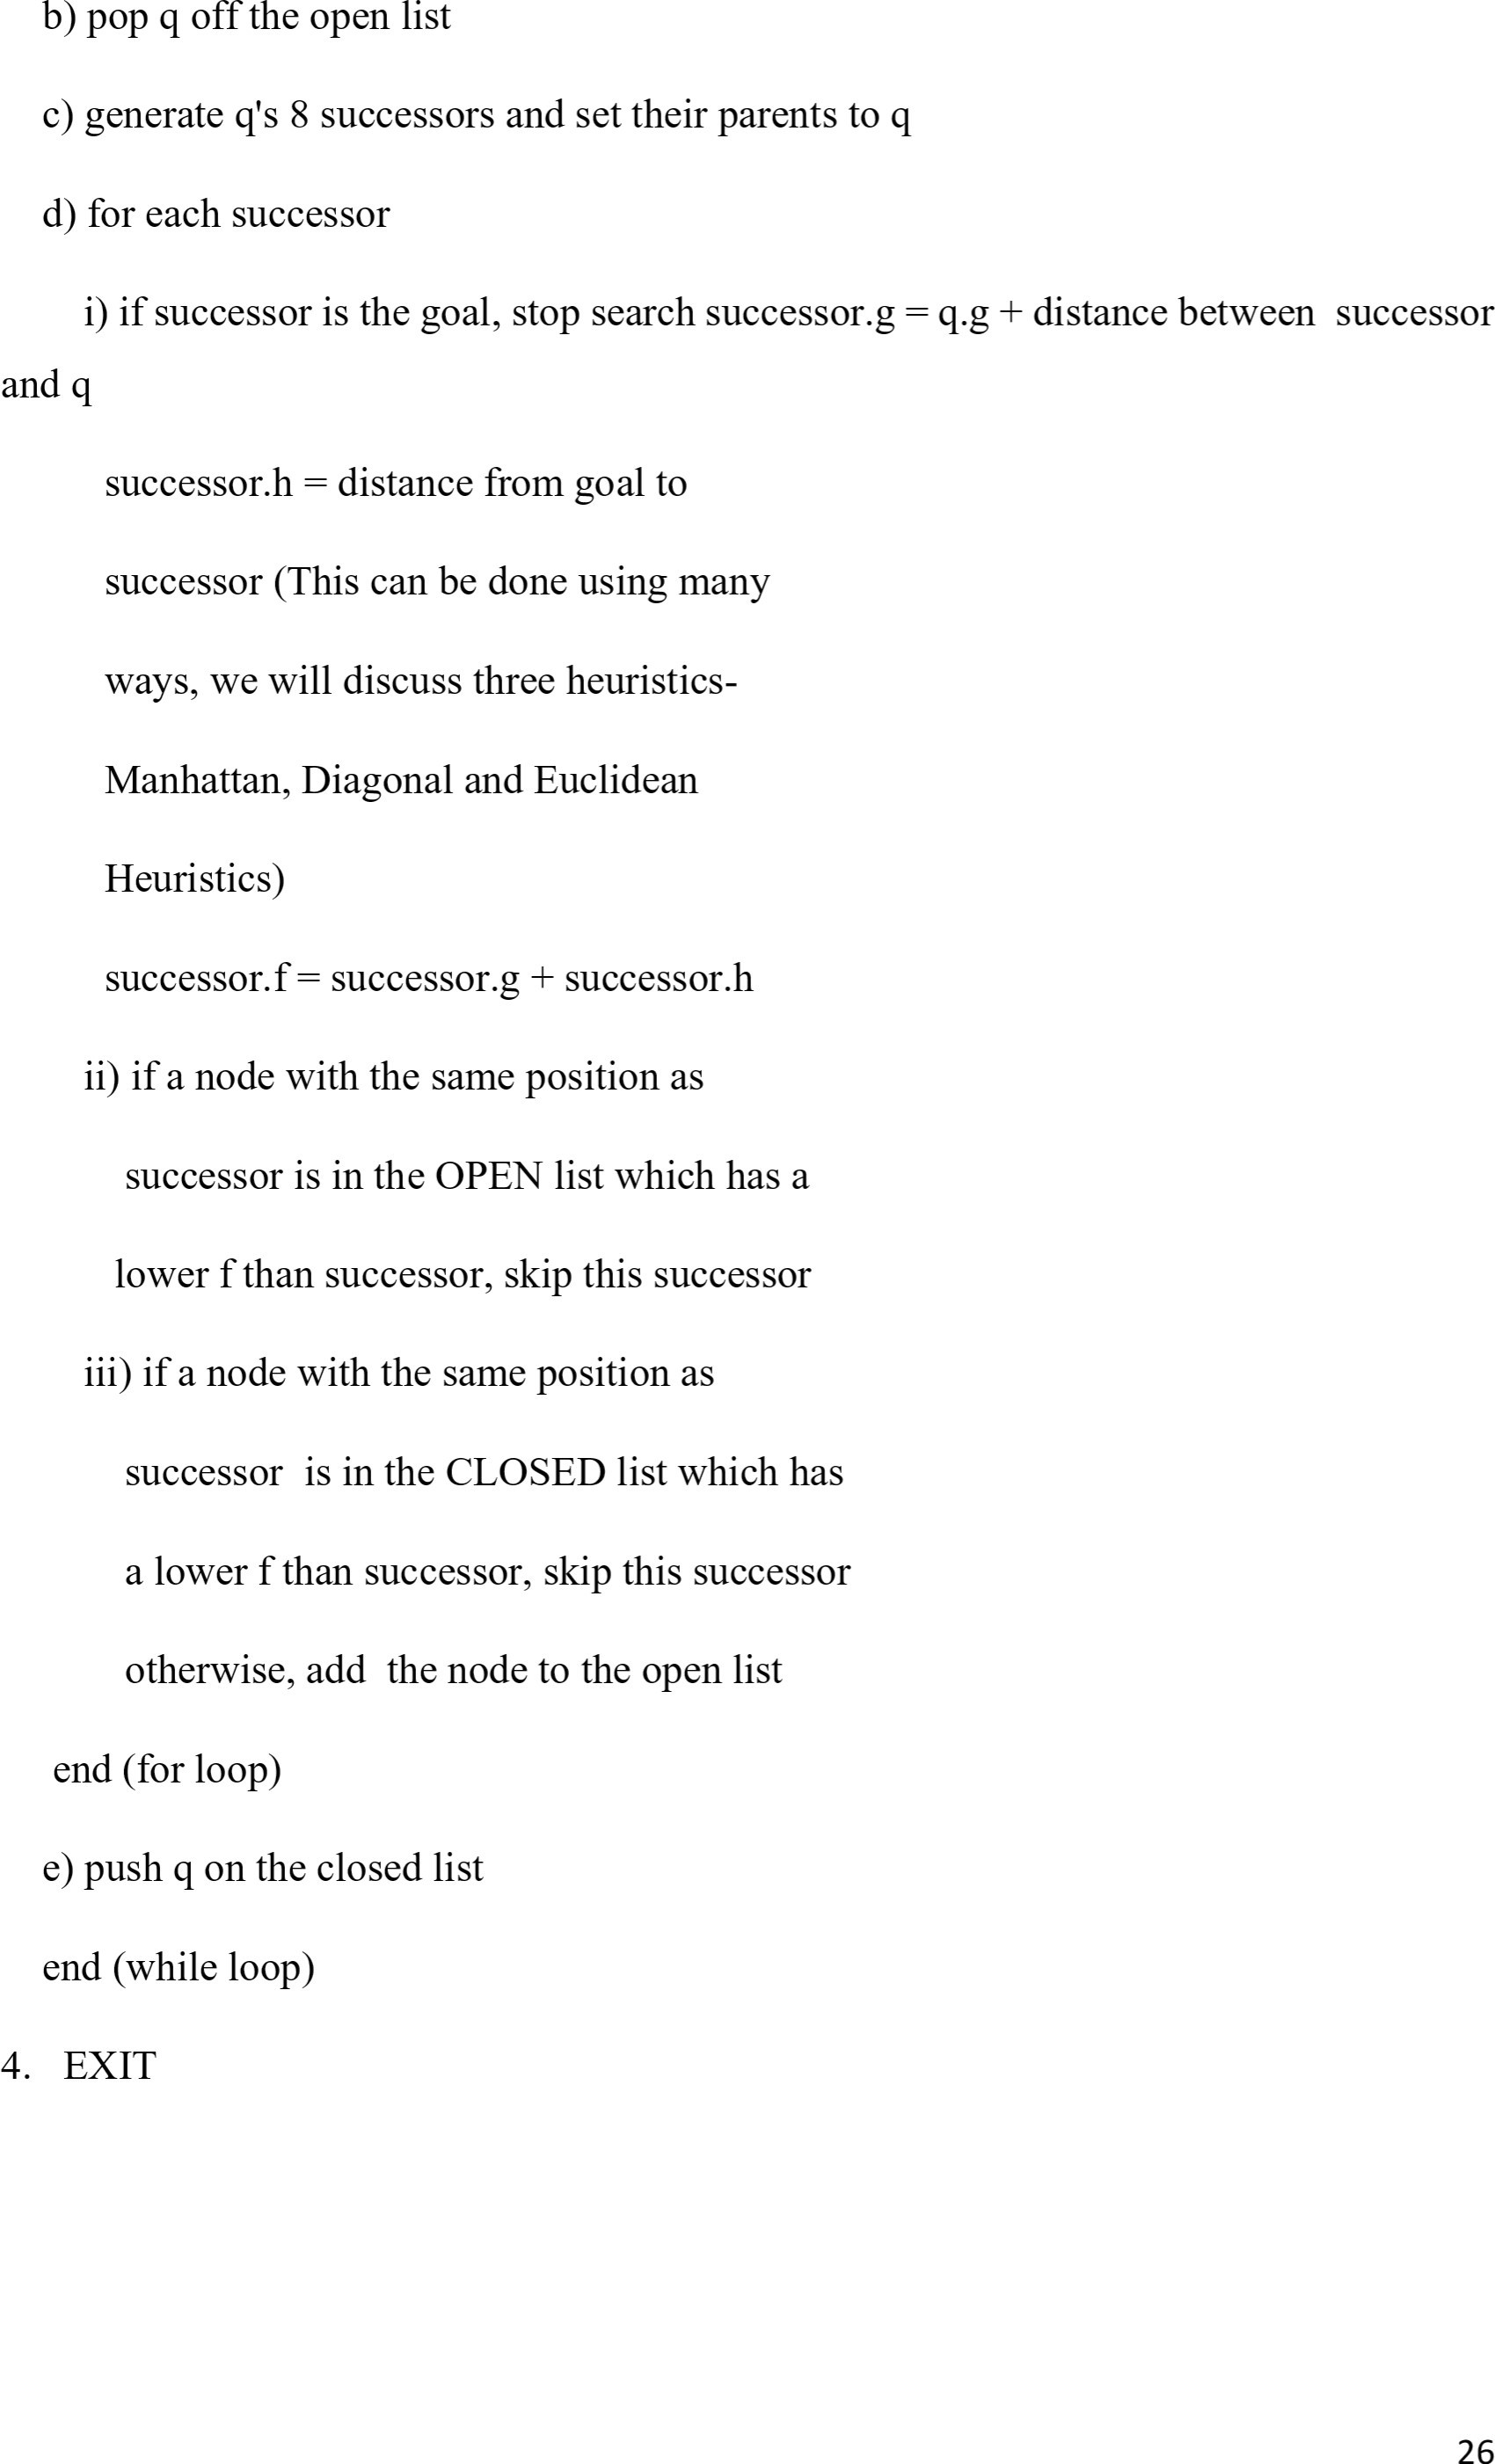 b) pop q off the open list
c) generate q's 8 successors and set their parents to q
d) for each successor
i) if successor is the goal, stop search successor.g = q.g + distance between  successor
and q
successor.h = distance from goal to
successor (This can be done using many
ways, we will discuss three heuristics-
Manhattan, Diagonal and Euclidean
Heuristics)
successor.f = successor.g + successor.h
ii) if a node with the same position as
successor is in the OPEN list which has a
lower f than successor, skip this successor
iii) if a node with the same position as
successor  is in the CLOSED list which has
a lower f than successor, skip this successor
otherwise, add  the node to the open list
end (for loop)
e) push q on the closed list
end (while loop)
4.   EXIT
26